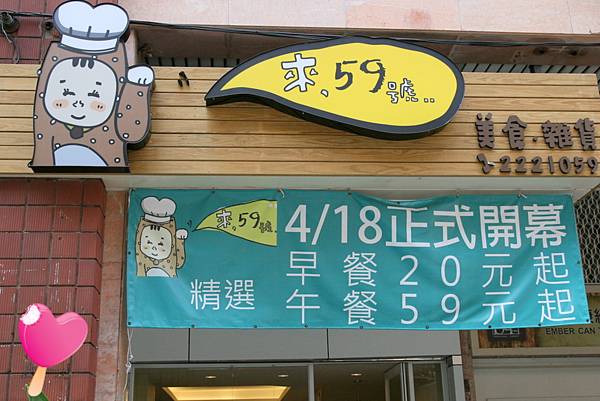 來、59號..
美食.雜貨
2221059
來、59號..
4/18正式開幕
早餐20元起
精選 午餐59元起
EMBER CAN